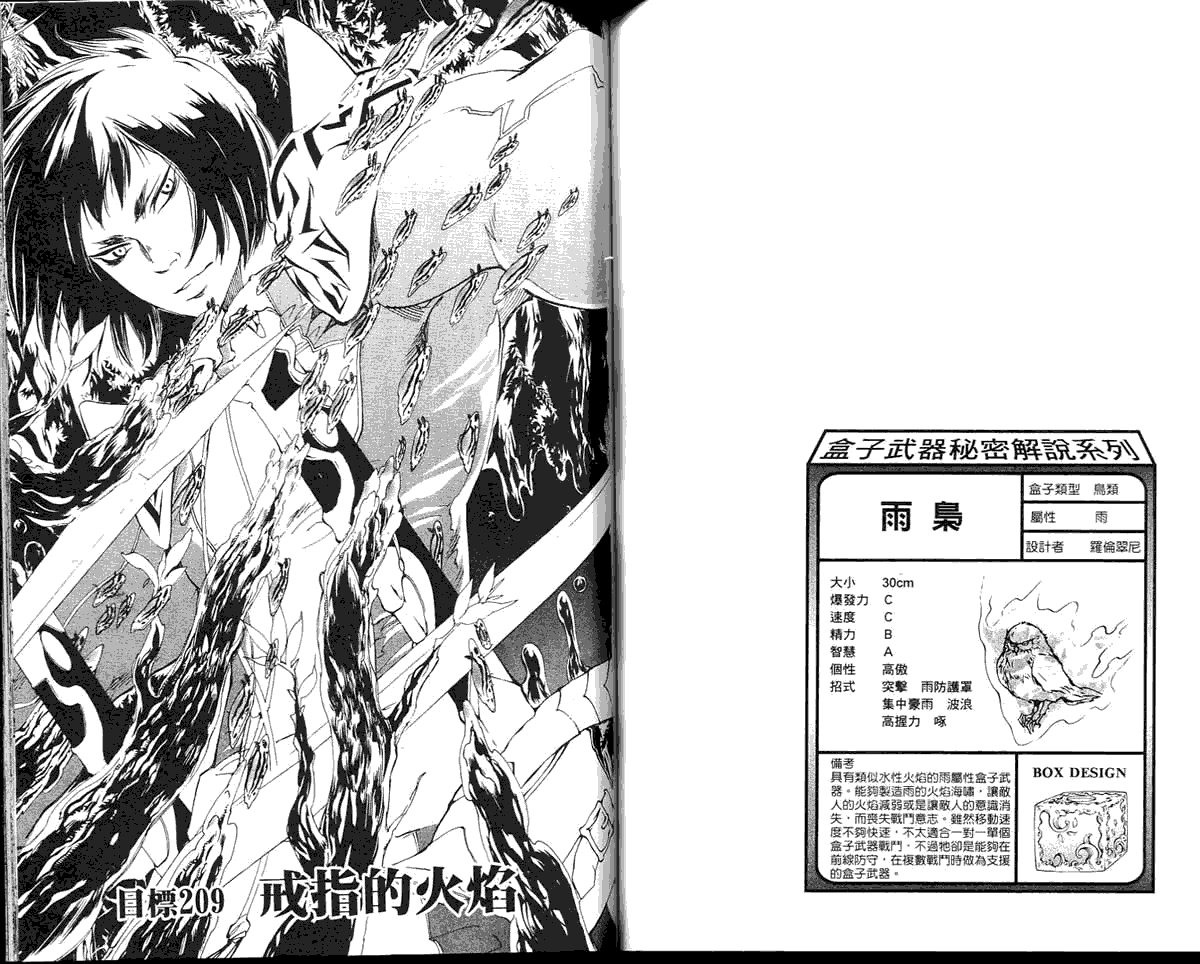 目標209 戒指的火焰
盒子武器秘密解說系列
雨梟
盒子類型 鳥類
屬性 雨
設計者 羅倫翠尼
大小 30cm
爆發力 C
速度 C
精力 B
智慧 A
個性 高傲
招式 突擊 雨防護罩
集中豪雨 波浪
高握力 啄
備考
具有類似水性火焰的雨屬性盒子武
器。能夠製造雨的火焰海嘯，讓敵
人的火焰減弱或是讓敵人的意識消
失，而喪失戰鬥意志。雖然移動速
度不夠快速，不太適合一對一單個
盒子武器戰鬥，不過牠卻是能夠在
前線防守，在複數戰鬥時做為支援
的盒子武器。
BOX DESIGN